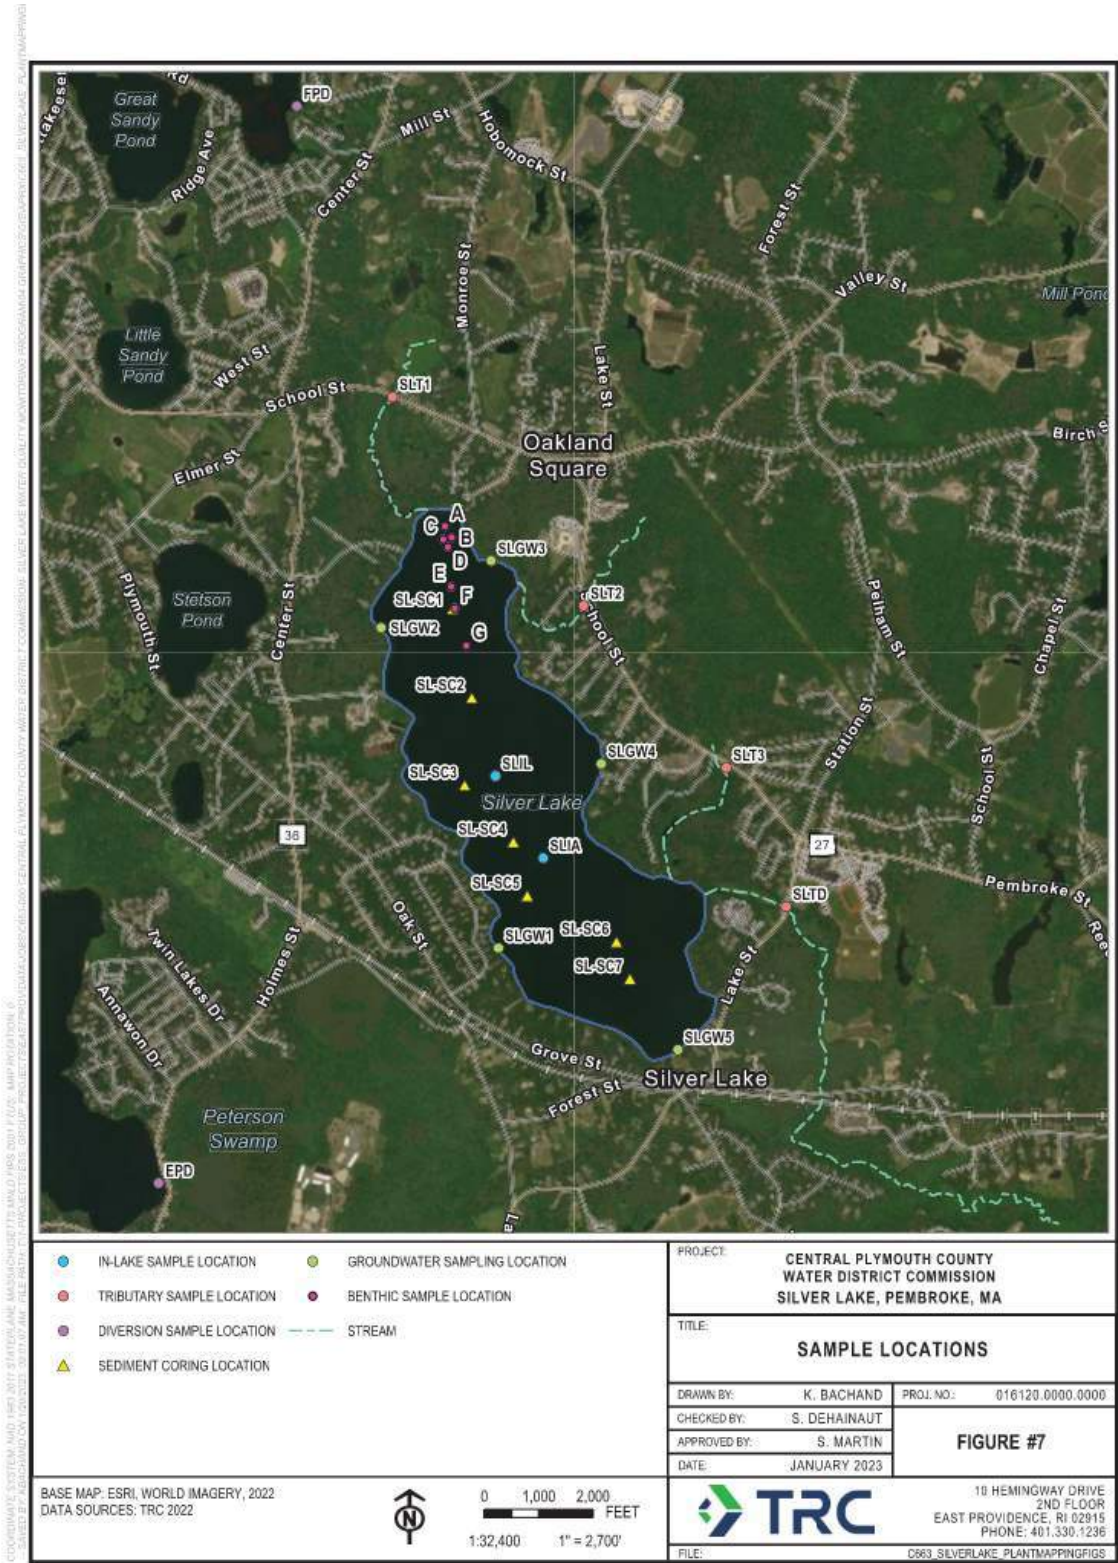 FPD
Rd
Great
Sandy
Pond
Mill St
Hobomock St
Ridge Ave
Center St
Forest St
Monroe St
Valley St
Mill Pond
Little
Sandy
Pond
West St
Lake St
School St
SLT1
Oakland
Square
Birch S
Elmer St
A
C
B
SLGW3
D
E
Plymouth St
Stetson
Pond
Center St
SL-SC1
F
SLT2
Pelham St
SLGW2
G
School St
Chapel St
SL-SC2
Station St
SLGW4
SLT3
SL-SC3
SLIL
Silver Lake
School St
36
SL-SC4
SLIA
27
SL-SC5
Pembroke St
SLTD
Oak St
SLGW1
SL-SC6
Ree
Twin Lakes Dr
Holmes St
SL-SC7
Lake St
Annawon Dr
SLGW5
Grove St
Silver Lake
Forest St
Peterson
Swamp
EPD
La
IN-LAKE SAMPLE LOCATION
GROUNDWATER SAMPLING LOCATION
TRIBUTARY SAMPLE LOCATION
BENTHIC SAMPLE LOCATION
DIVERSION SAMPLE LOCATION
STREAM
SEDIMENT CORING LOCATION
PROJECT:
CENTRAL PLYMOUTH COUNTY
WATER DISTRICT COMMISSION
SILVER LAKE, PEMBROKE, MA
TITLE:
SAMPLE LOCATIONS
DRAWN BY: K. BACHAND PROJ. NO.: 016120.0000.0000
CHECKED BY: S. DEHAINAUT
APPROVED BY: S. MARTIN
FIGURE #7
DATE: JANUARY 2023
BASE MAP: ESRI, WORLD IMAGERY, 2022
DATA SOURCES: TRC 2022
N
0 1,000 2,000
FEET
1:32,400 1" = 2,700'
TRC
10 HEMINGWAY DRIVE
2ND FLOOR
EAST PROVIDENCE, RI 02915
PHONE: 401.330.1236
FILE: C663_SILVERLAKE_PLANTMAPPINGFIGS